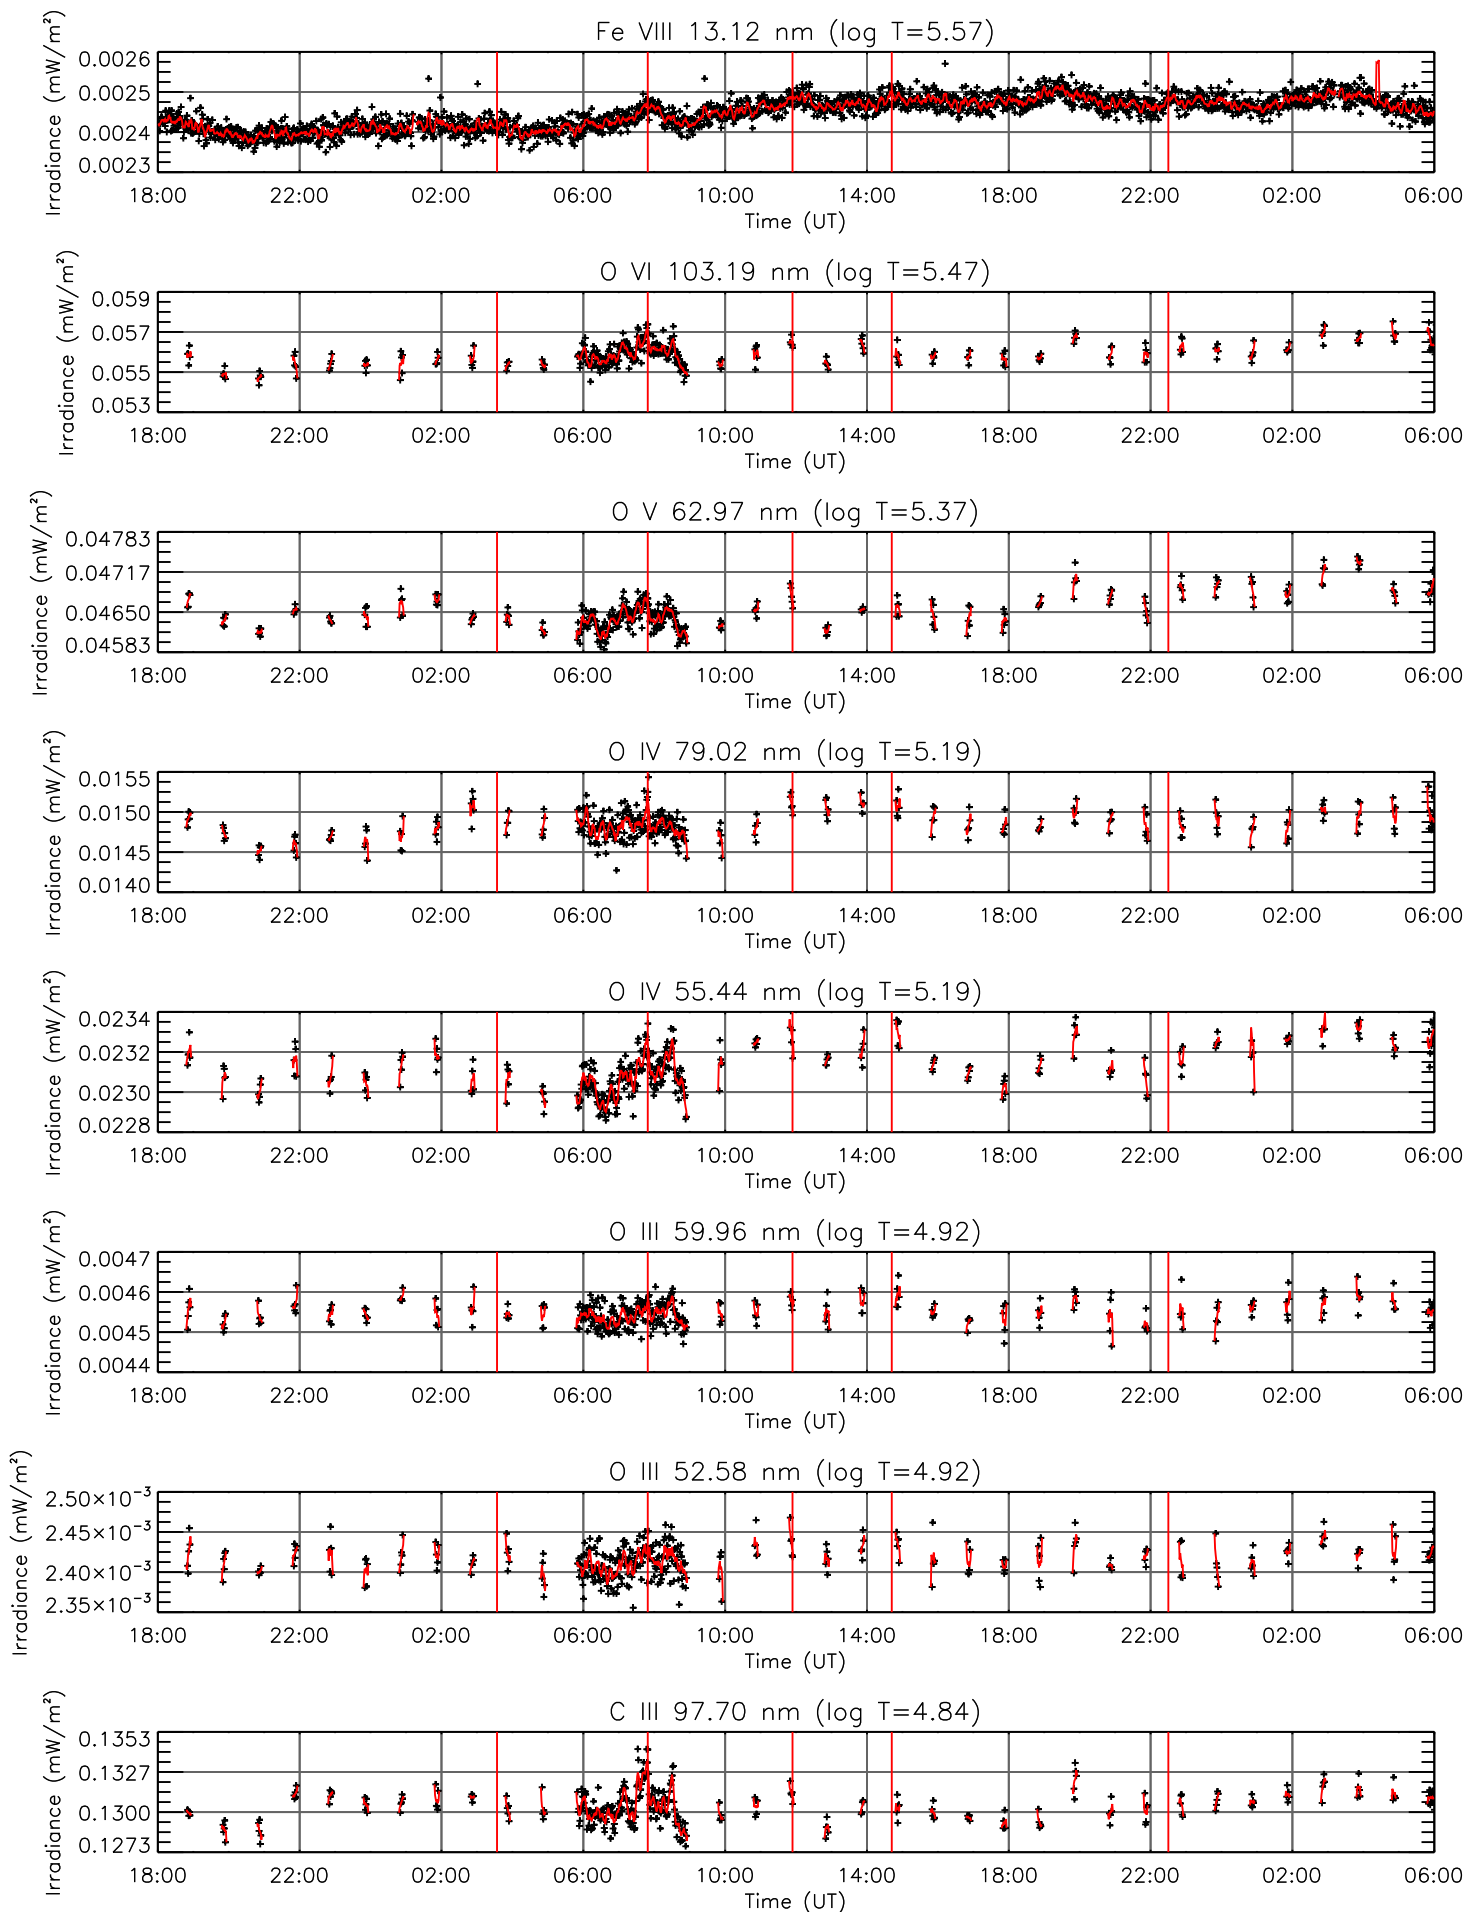 Fe VIII 13.12 nm (log T=5.57)
Irradiance (mW/m²)
0.0026
0.0025
0.0024
0.0023
18:00 22:00 02:00 06:00 10:00 14:00 18:00 22:00 02:00 06:00
Time (UT)
O VI 103.19 nm (log T=5.47)
Irradiance (mW/m²)
0.059
0.057
0.055
0.053
18:00 22:00 02:00 06:00 10:00 14:00 18:00 22:00 02:00 06:00
Time (UT)
O V 62.97 nm (log T=5.37)
Irradiance (mW/m²)
0.04783
0.04717
0.04650
0.04583
18:00 22:00 02:00 06:00 10:00 14:00 18:00 22:00 02:00 06:00
Time (UT)
O IV 79.02 nm (log T=5.19)
Irradiance (mW/m²)
0.0155
0.0150
0.0145
0.0140
18:00 22:00 02:00 06:00 10:00 14:00 18:00 22:00 02:00 06:00
Time (UT)
O IV 55.44 nm (log T=5.19)
Irradiance (mW/m²)
0.0234
0.0232
0.0230
0.0228
18:00 22:00 02:00 06:00 10:00 14:00 18:00 22:00 02:00 06:00
Time (UT)
O III 59.96 nm (log T=4.92)
Irradiance (mW/m²)
0.0047
0.0046
0.0045
0.0044
18:00 22:00 02:00 06:00 10:00 14:00 18:00 22:00 02:00 06:00
Time (UT)
O III 52.58 nm (log T=4.92)
Irradiance (mW/m²)
2.50×10⁻³
2.45×10⁻³
2.40×10⁻³
2.35×10⁻³
18:00 22:00 02:00 06:00 10:00 14:00 18:00 22:00 02:00 06:00
Time (UT)
C III 97.70 nm (log T=4.84)
Irradiance (mW/m²)
0.1353
0.1327
0.1300
0.1273
18:00 22:00 02:00 06:00 10:00 14:00 18:00 22:00 02:00 06:00
Time (UT)